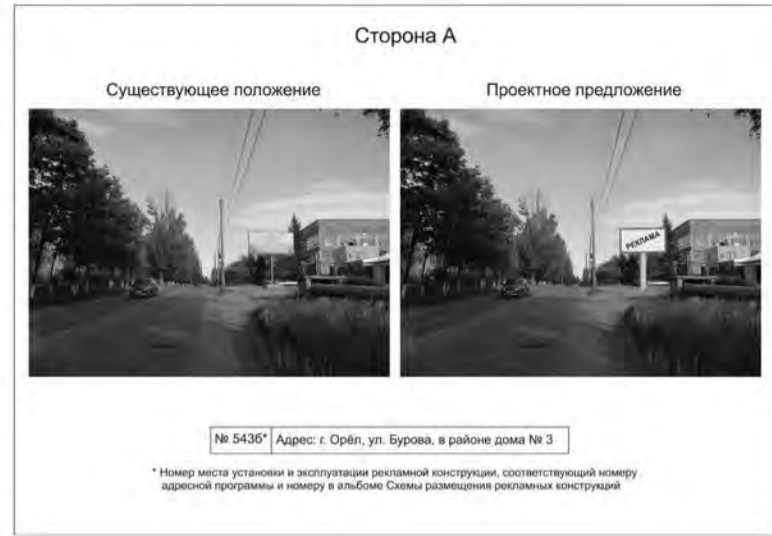 Сторона А
Существующее положение
Проектное предложение
РЕКЛАМА
№ 543б* Адрес: г. Орёл, ул. Бурова, в районе дома № 3
* Номер места установки и эксплуатации рекламной конструкции, соответствующий номеру
адресной программы и номеру в альбоме Схемы размещения рекламных конструкций